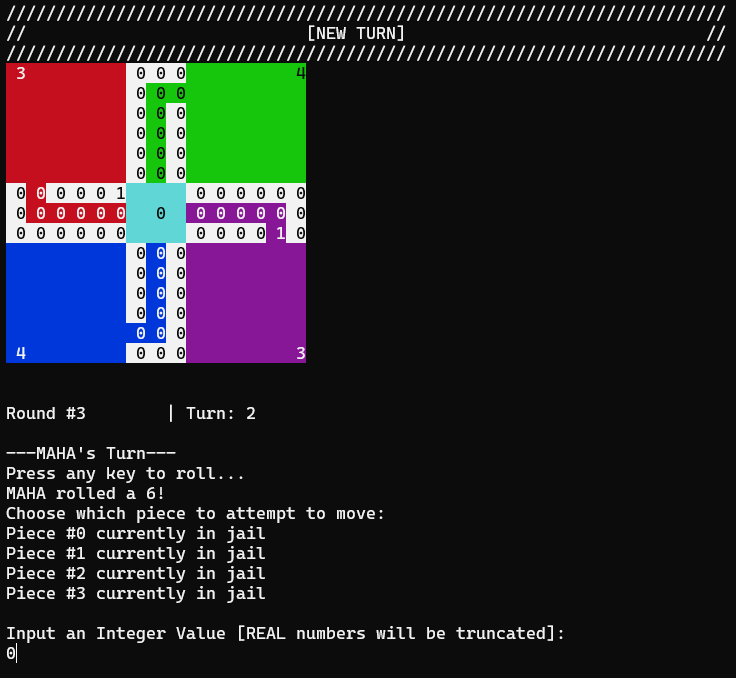 ////////////////////////////////////////////////////////////////////////
//                            [NEW TURN]                              //
////////////////////////////////////////////////////////////////////////
3 0 0 0 4
0 0 0
0 0 0
0 0 0
0 0 0
0 0 0
0 0 0 0 0 1 0 0 0 0 0 0
0 0 0 0 0 0 0 0 0 0 0 0 0
0 0 0 0 0 0 0 0 0 0 1 0
0 0 0
0 0 0
0 0 0
0 0 0
0 0 0
4 0 0 0 3
Round #3        | Turn: 2
---MAHA's Turn---
Press any key to roll...
MAHA rolled a 6!
Choose which piece to attempt to move:
Piece #0 currently in jail
Piece #1 currently in jail
Piece #2 currently in jail
Piece #3 currently in jail
Input an Integer Value [REAL numbers will be truncated]:
0